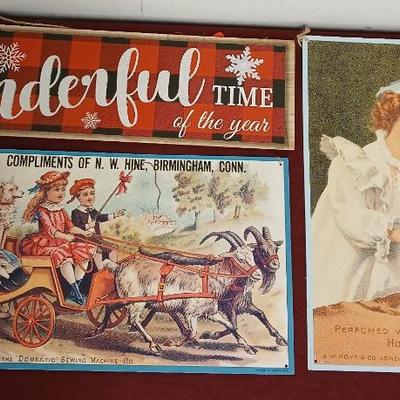 nderful TIME
of the year
COMPLIMENTS OF N. W. HINE, BIRMINGHAM, CONN.
THE "DOMESTIC" SEWING MACHINE CO.
PERFUMED
HO
E.W. HOYT & CO. LOWELL